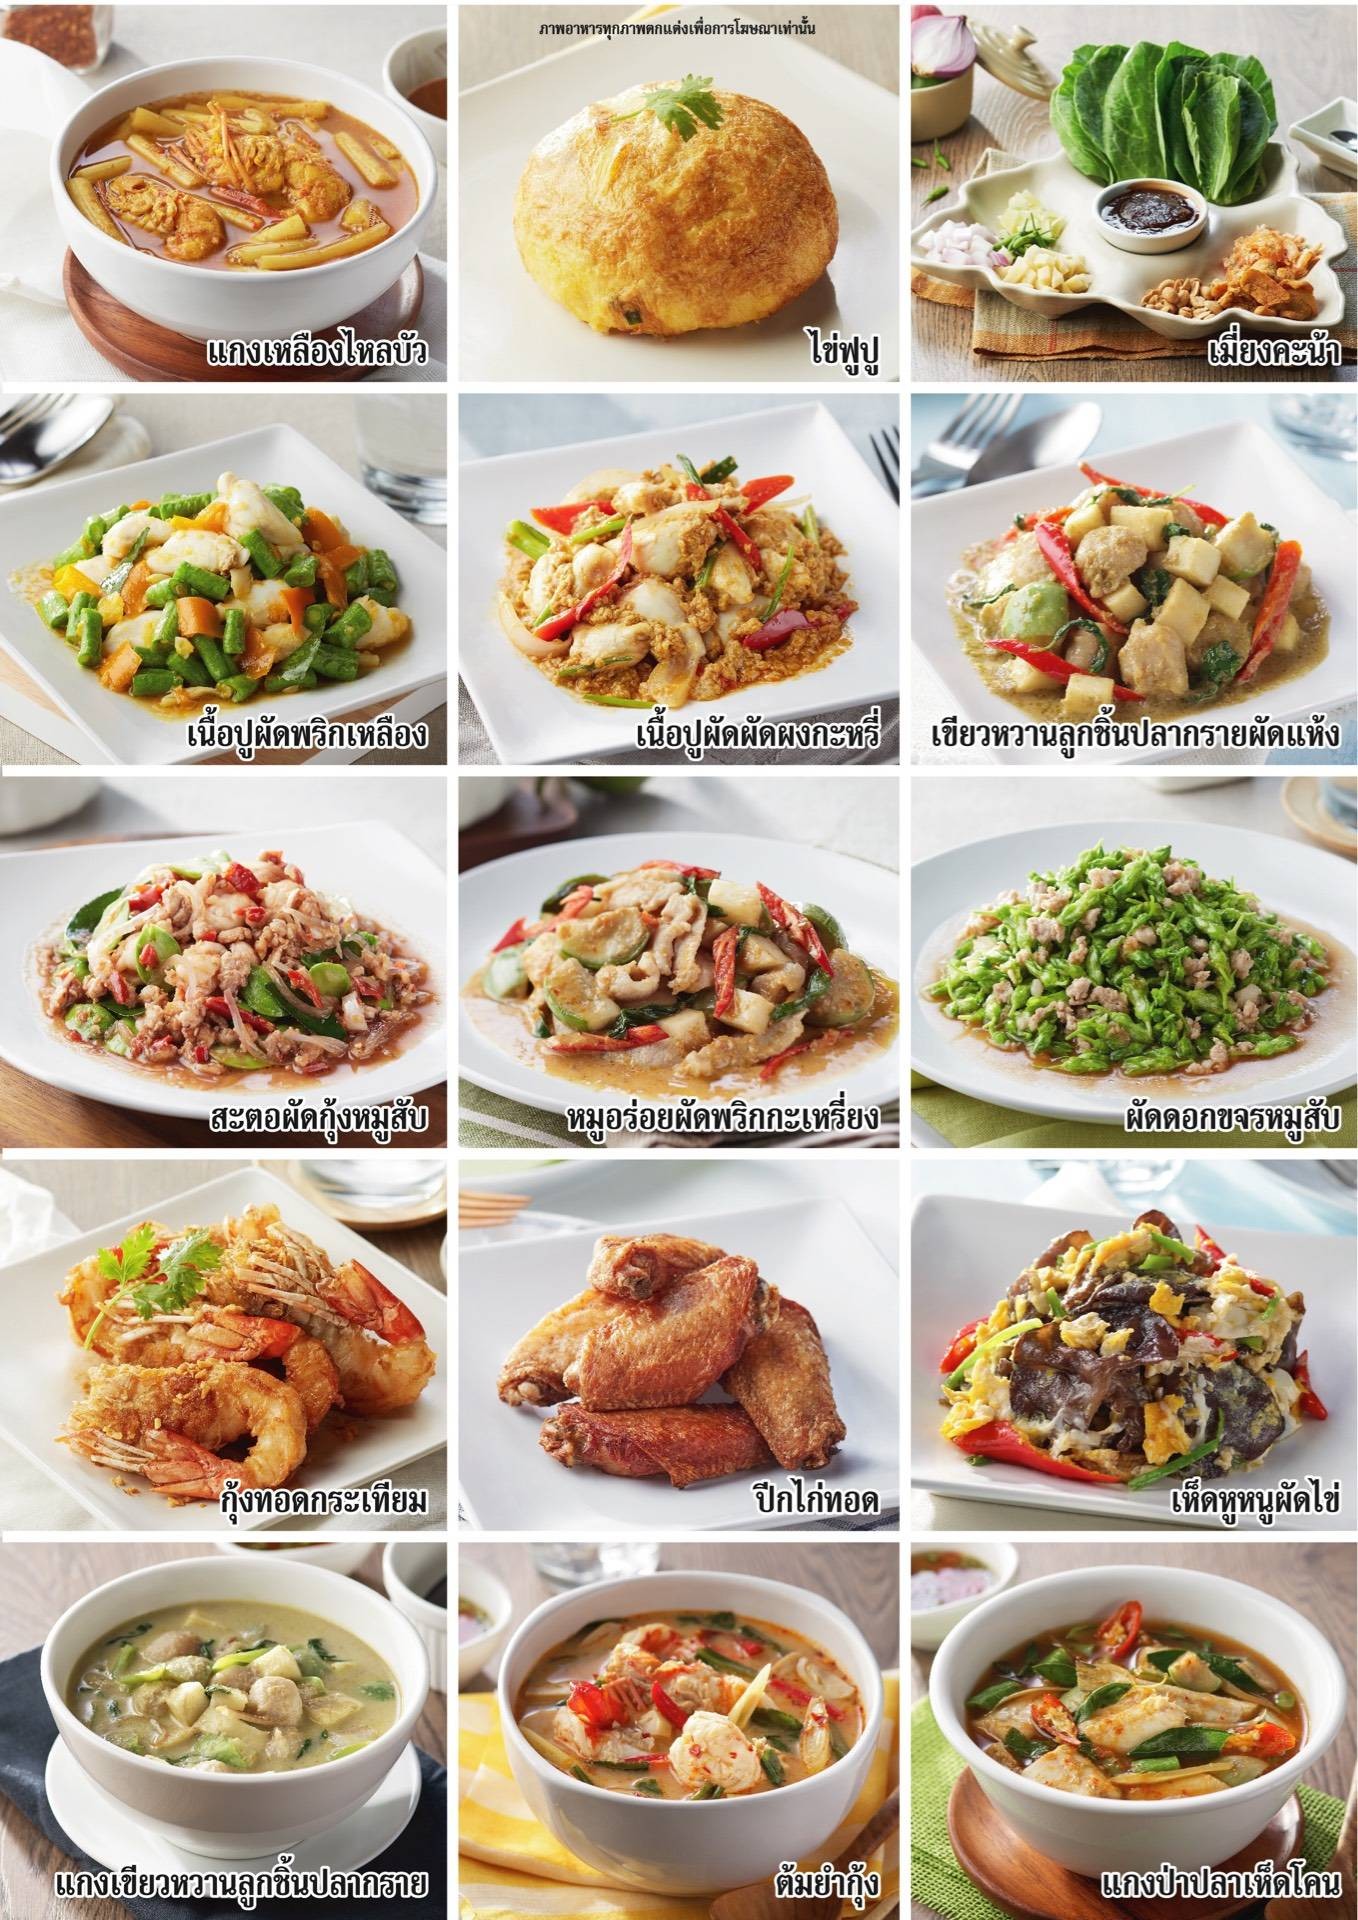 ภาพอาหารทุกภาพตกแต่งเพื่อการโฆษณาเท่านั้น
แกงเหลืองไหลบัว
ไข่ฟูปู
เมี่ยงคะน้า
เนื้อปูผัดพริกเหลือง
เนื้อปูผัดผัดผงกะหรี่
เขียวหวานลูกชิ้นปลากรายผัดแห้ง
สะตอผัดกุ้งหมูสับ
หมูอร่อยผัดพริกกะเหรี่ยง
ผัดดอกขจรหมูสับ
กุ้งทอดกระเทียม
ปีกไก่ทอด
เห็ดหูหนูผัดไข่
แกงเขียวหวานลูกชิ้นปลากราย
ต้มยำกุ้ง
แกงป่าปลาเห็ดโคน